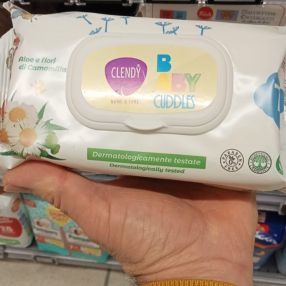 Aloe e fiori
di Camomilla
CLENDY
BABY
CUDDLES
Dermatologicamente testate
Dermatologically tested